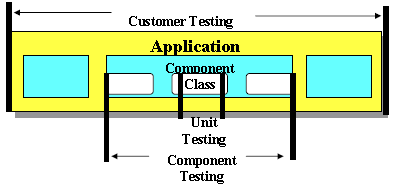 Customer Testing
Application
Component
Class
Unit
Testing
Component
Testing